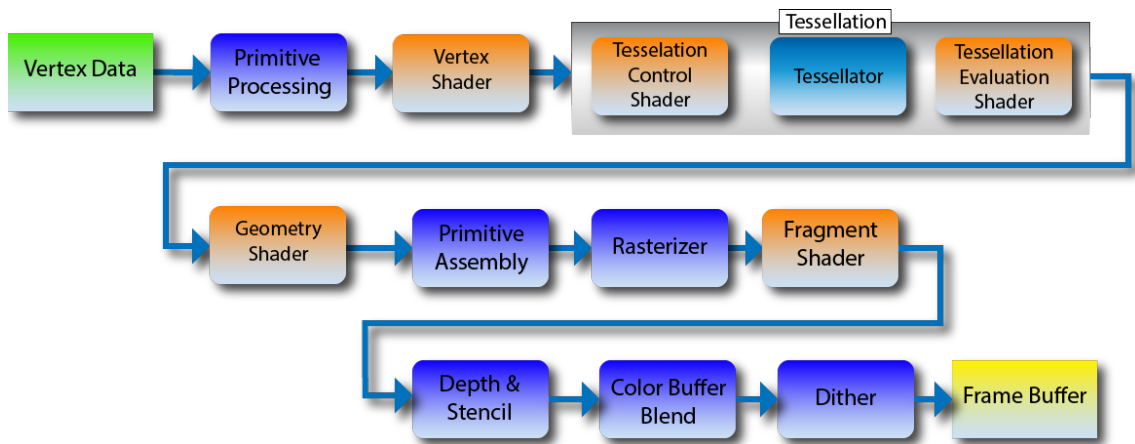 Tessellation
Vertex Data
Primitive
Processing
Vertex
Shader
Tesselation
Control
Shader
Tessellator
Tessellation
Evaluation
Shader
Geometry
Shader
Primitive
Assembly
Rasterizer
Fragment
Shader
Depth &
Stencil
Color Buffer
Blend
Dither
Frame Buffer